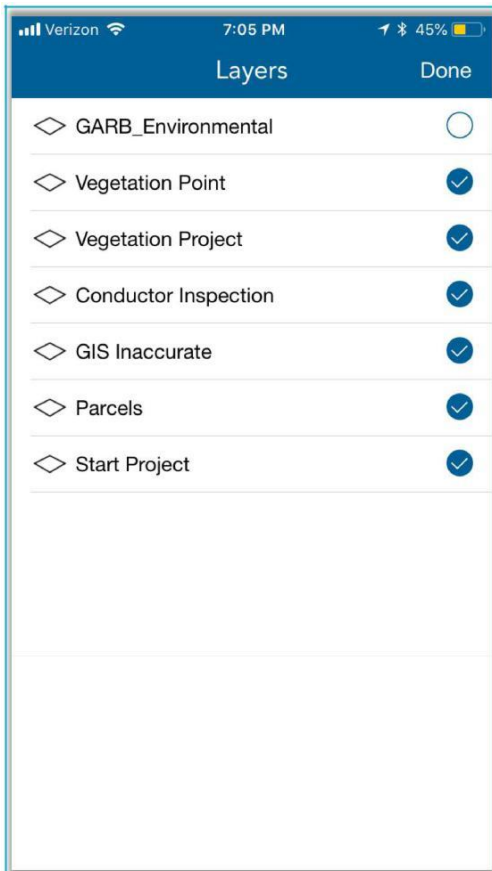 Verizon 7:05 PM 45%
Layers Done
GARB_Environmental
Vegetation Point
Vegetation Project
Conductor Inspection
GIS Inaccurate
Parcels
Start Project